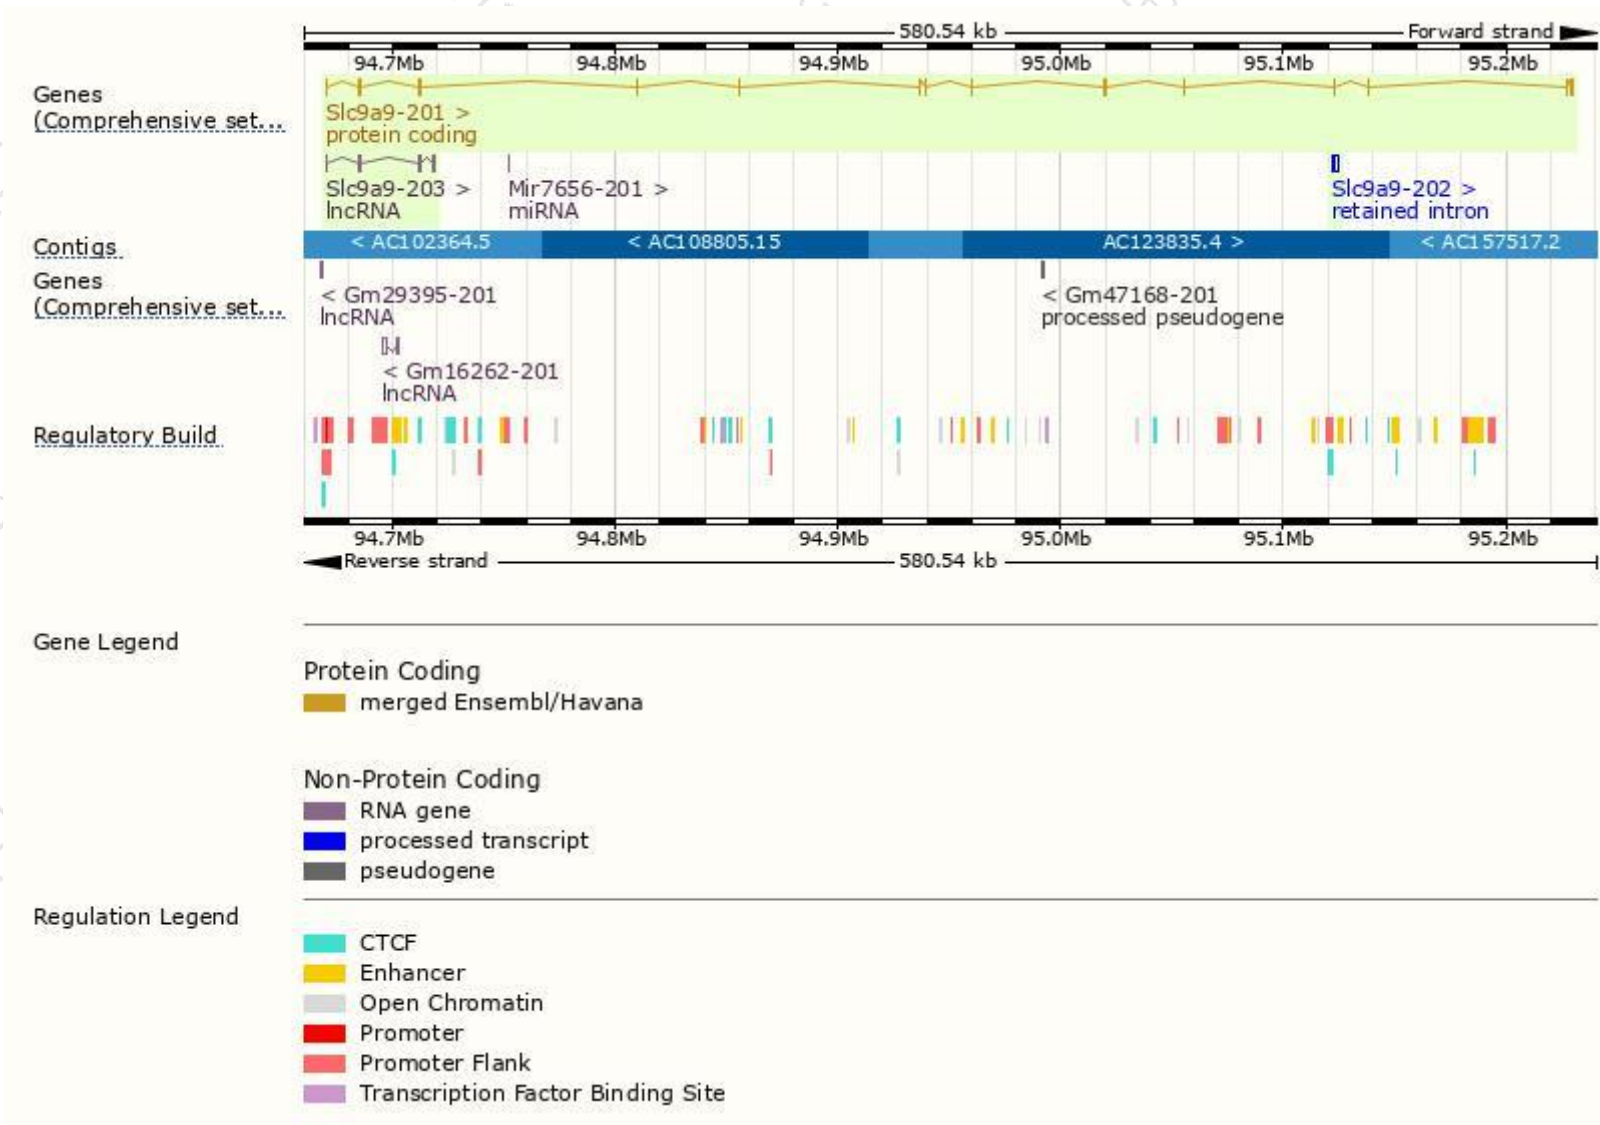 580.54 kb Forward strand
94.7Mb 94.8Mb 94.9Mb 95.0Mb 95.1Mb 95.2Mb
Genes
(Comprehensive set...
Slc9a9-201 >
protein coding
Slc9a9-203 > Mir7656-201 > Slc9a9-202 >
lncRNA miRNA retained intron
Contigs < AC102364.5 < AC108805.15 AC123835.4 > < AC157517.2
Genes
(Comprehensive set...
< Gm29395-201 < Gm47168-201
lncRNA processed pseudogene
< Gm16262-201
lncRNA
Regulatory Build
94.7Mb 94.8Mb 94.9Mb 95.0Mb 95.1Mb 95.2Mb
Reverse strand 580.54 kb
Gene Legend
Protein Coding
merged Ensembl/Havana
Non-Protein Coding
RNA gene
processed transcript
pseudogene
Regulation Legend
CTCF
Enhancer
Open Chromatin
Promoter
Promoter Flank
Transcription Factor Binding Site